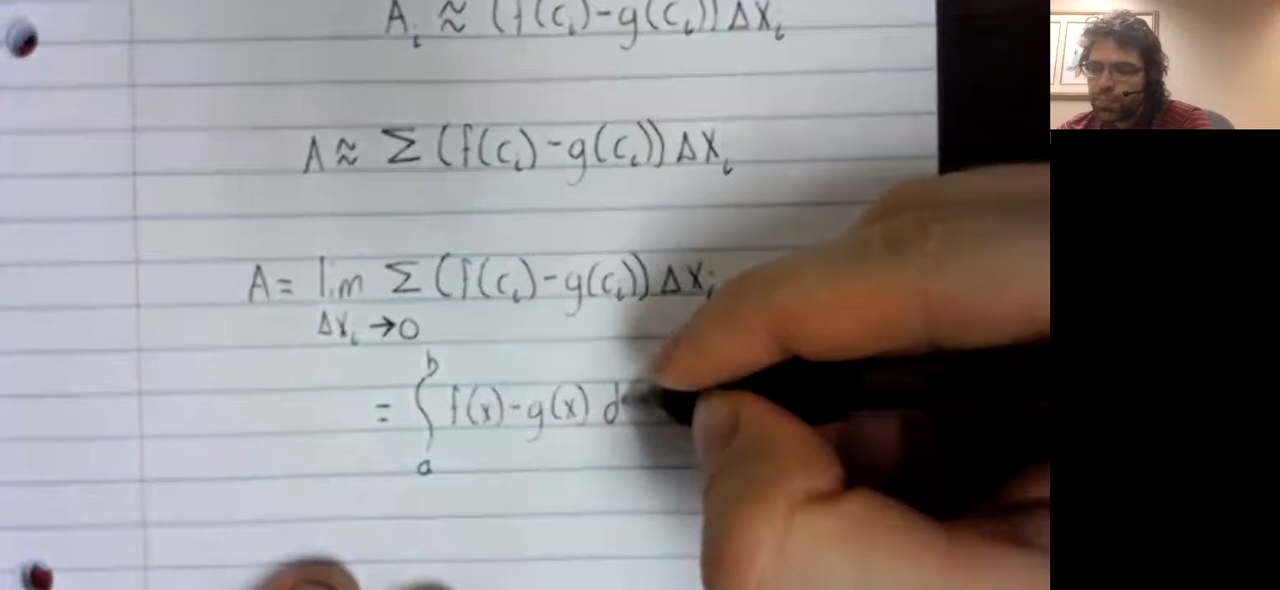 Aᵢ ≈ (f(cᵢ)-g(cᵢ)) Δxᵢ
A ≈ Σ (f(cᵢ)-g(cᵢ)) Δxᵢ
A = lim Σ (f(cᵢ)-g(cᵢ)) Δxᵢ
Δxᵢ → 0
b
= ∫ f(x)-g(x) d
a